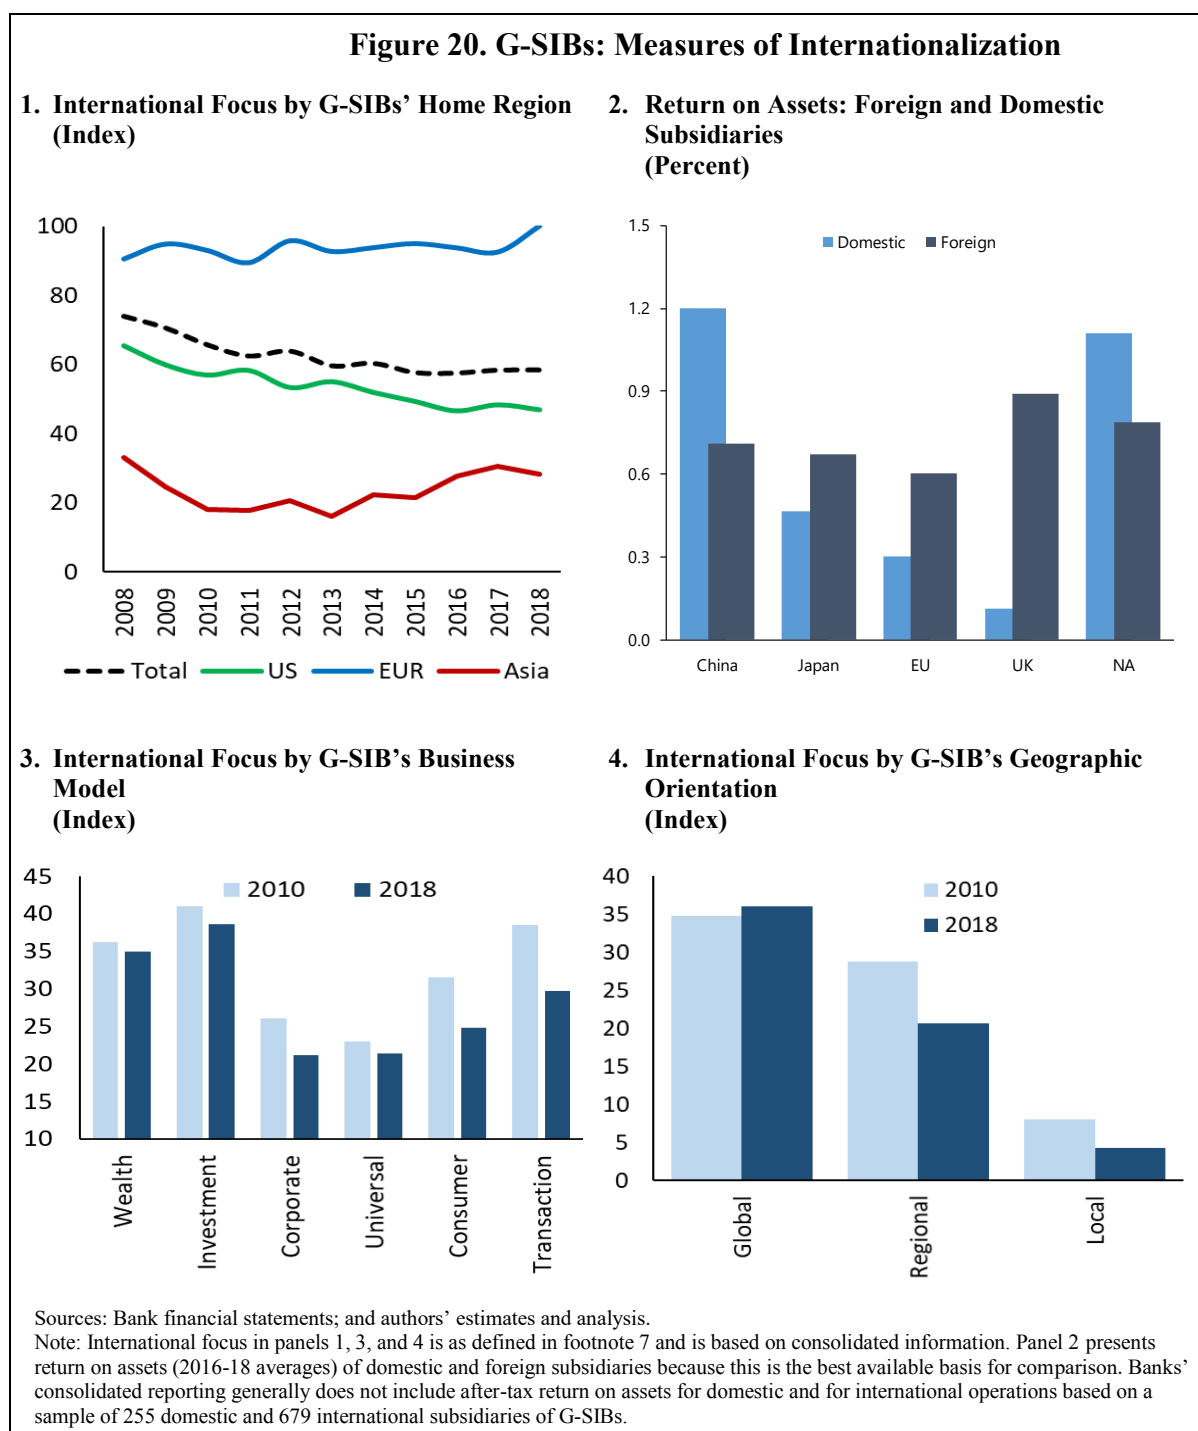 Figure 20. G-SIBs: Measures of Internationalization
1. International Focus by G-SIBs’ Home Region
(Index)
100
80
60
40
20
0
2008
2009
2010
2011
2012
2013
2014
2015
2016
2017
2018
Total
US
EUR
Asia
2. Return on Assets: Foreign and Domestic
Subsidiaries
(Percent)
1.5
1.2
0.9
0.6
0.3
0.0
Domestic
Foreign
China
Japan
EU
UK
NA
3. International Focus by G-SIB’s Business
Model
(Index)
45
40
35
30
25
20
15
10
2010
2018
Wealth
Investment
Corporate
Universal
Consumer
Transaction
4. International Focus by G-SIB’s Geographic
Orientation
(Index)
40
35
30
25
20
15
10
5
0
2010
2018
Global
Regional
Local
Sources: Bank financial statements; and authors’ estimates and analysis.
Note: International focus in panels 1, 3, and 4 is as defined in footnote 7 and is based on consolidated information. Panel 2 presents
return on assets (2016-18 averages) of domestic and foreign subsidiaries because this is the best available basis for comparison. Banks’
consolidated reporting generally does not include after-tax return on assets for domestic and for international operations based on a
sample of 255 domestic and 679 international subsidiaries of G-SIBs.